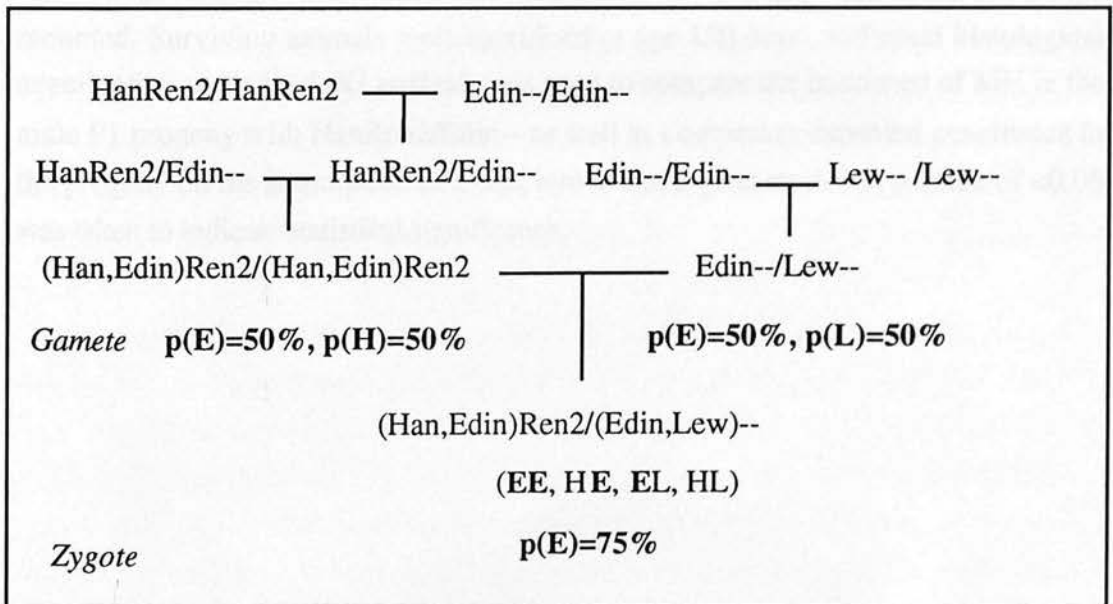 HanRen2/HanRen2 Edin--/Edin--
HanRen2/Edin-- HanRen2/Edin-- Edin--/Edin-- Lew-- /Lew--
(Han,Edin)Ren2/(Han,Edin)Ren2 Edin--/Lew--
Gamete p(E)=50%, p(H)=50% p(E)=50%, p(L)=50%
(Han,Edin)Ren2/(Edin,Lew)--
(EE, HE, EL, HL)
p(E)=75%
Zygote